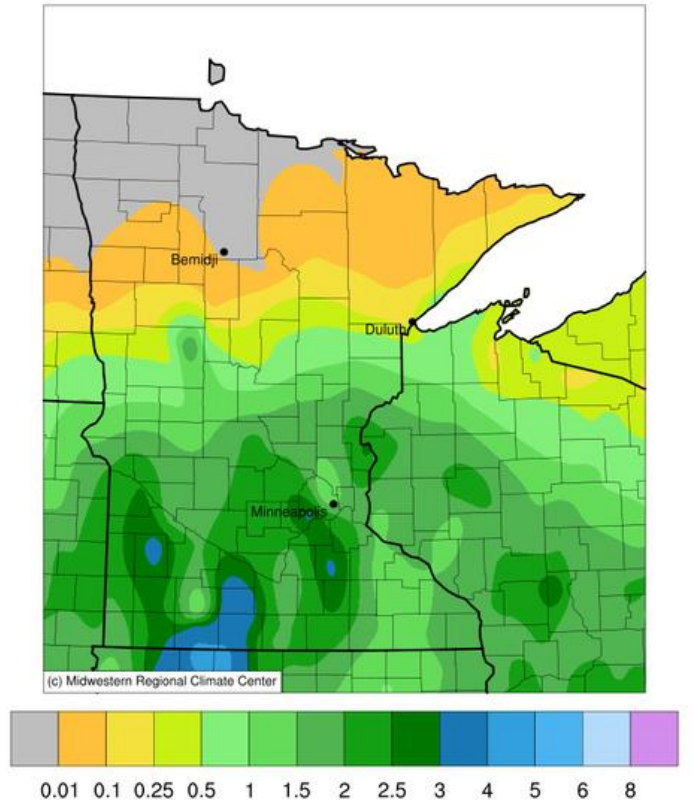 Bemidji
Duluth
Minneapolis
(c) Midwestern Regional Climate Center
0.01 0.1 0.25 0.5 1 1.5 2 2.5 3 4 5 6 8